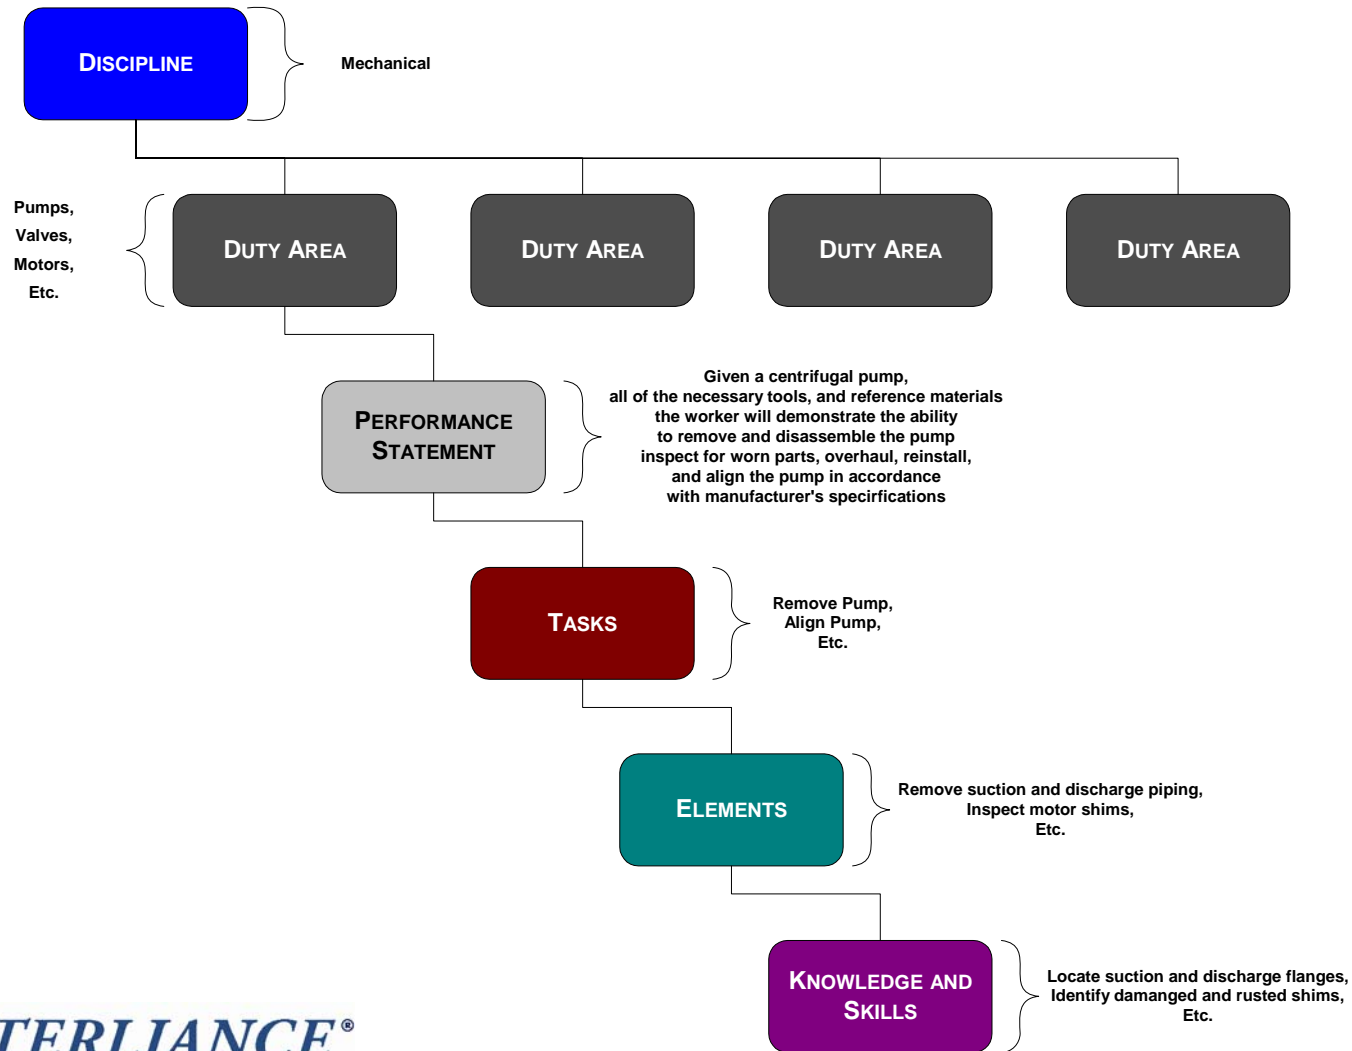 DISCIPLINE
Mechanical
Pumps,
Valves,
Motors,
Etc.
DUTY AREA
DUTY AREA
DUTY AREA
DUTY AREA
PERFORMANCE
STATEMENT
Given a centrifugal pump,
all of the necessary tools, and reference materials
the worker will demonstrate the ability
to remove and disassemble the pump
inspect for worn parts, overhaul, reinstall,
and align the pump in accordance
with manufacturer's specirfications
TASKS
Remove Pump,
Align Pump,
Etc.
ELEMENTS
Remove suction and discharge piping,
Inspect motor shims,
Etc.
KNOWLEDGE AND
SKILLS
Locate suction and discharge flanges,
Identify damanged and rusted shims,
Etc.
TERLIANCE®